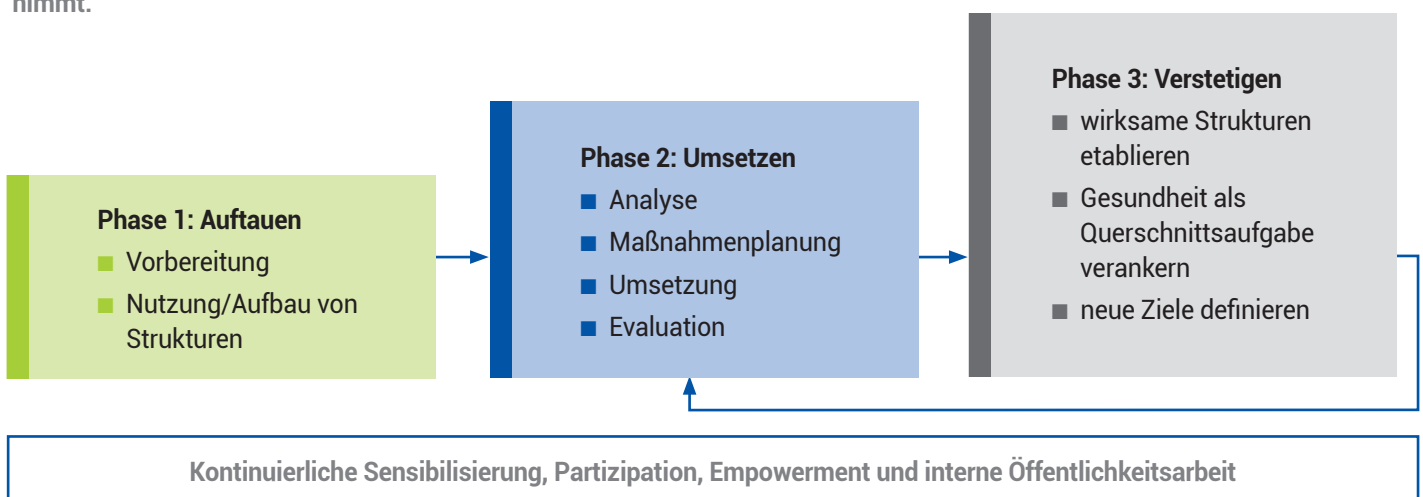 nimmt.
Phase 1: Auftauen
■ Vorbereitung
■ Nutzung/Aufbau von
Strukturen
Phase 2: Umsetzen
■ Analyse
■ Maßnahmenplanung
■ Umsetzung
■ Evaluation
Phase 3: Verstetigen
■ wirksame Strukturen
etablieren
■ Gesundheit als
Querschnittsaufgabe
verankern
■ neue Ziele definieren
Kontinuierliche Sensibilisierung, Partizipation, Empowerment und interne Öffentlichkeitsarbeit